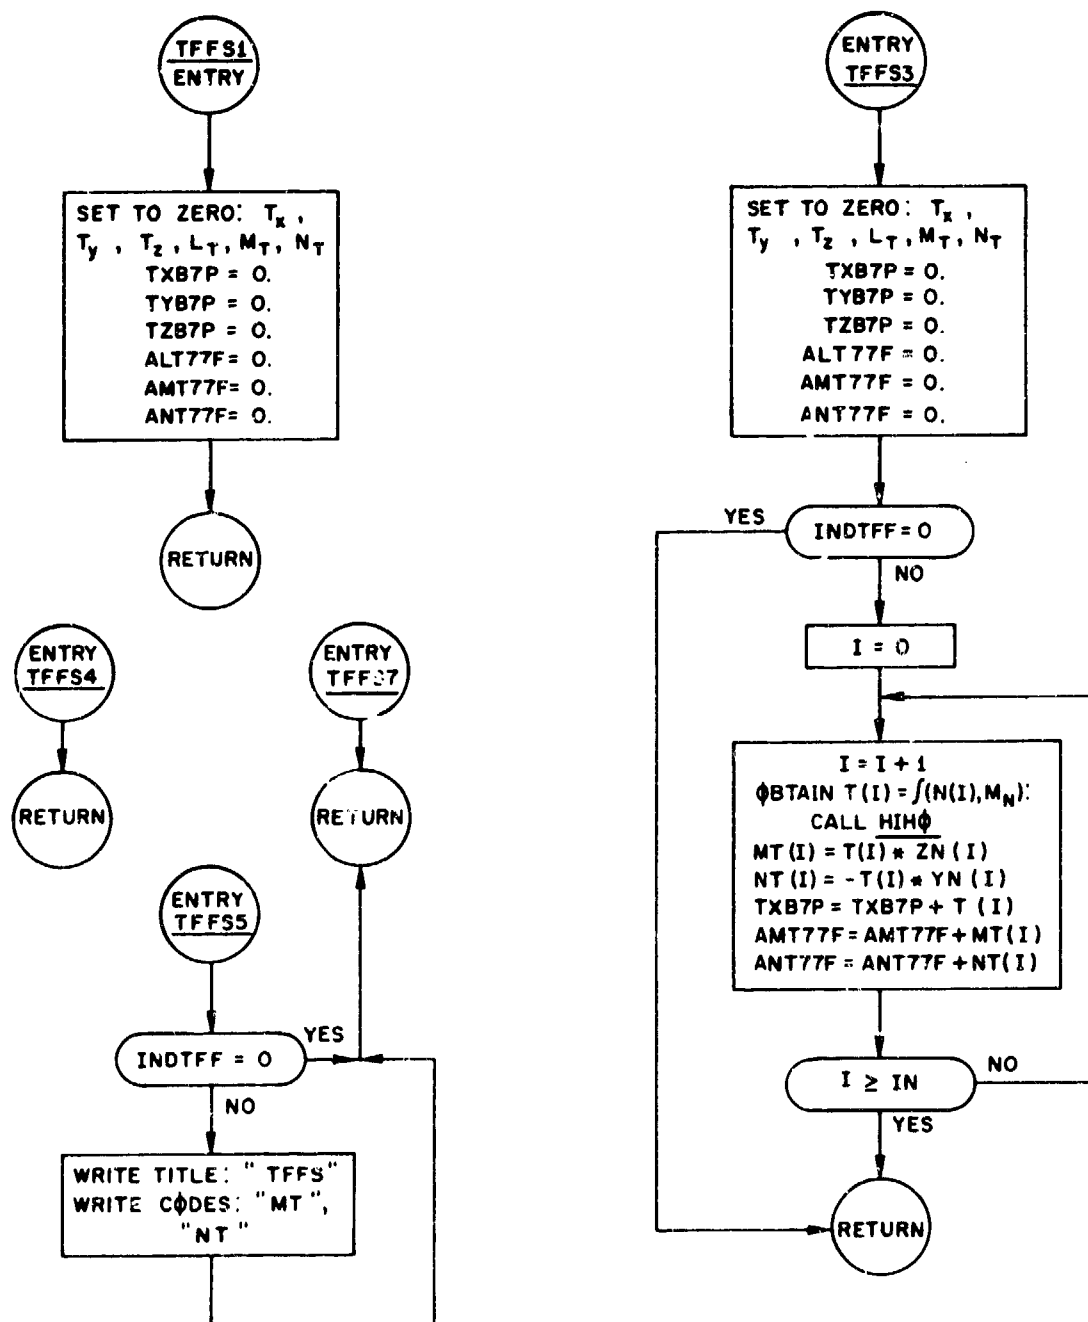 TFFS1
ENTRY
SET TO ZERO: Tx ,
Ty , Tz , LT, MT, NT
TXB7P = 0.
TYB7P = 0.
TZB7P = 0.
ALT77F = 0.
AMT77F= 0.
ANT77F= 0.
RETURN
ENTRY
TFFS4
RETURN
ENTRY
TFFS7
RETURN
ENTRY
TFFS5
INDTFF = 0
YES
NO
WRITE TITLE: "TFFS"
WRITE CϕDES: "MT",
"NT"
ENTRY
TFFS3
SET TO ZERO: Tx ,
Ty , Tz , LT, MT, NT
TXB7P = 0.
TYB7P = 0.
TZB7P = 0.
ALT77F = 0.
AMT77F = 0.
ANT77F = 0.
YES
INDTFF = 0
NO
I = 0
I = I + 1
ϕBTAIN T(I) = ∫(N(I), MN):
CALL HIHϕ
MT(I) = T(I) * ZN(I)
NT(I) = -T(I) * YN(I)
TXB7P = TXB7P + T(I)
AMT77F = AMT77F + MT(I)
ANT77F = ANT77F + NT(I)
I ≥ IN
NO
YES
RETURN